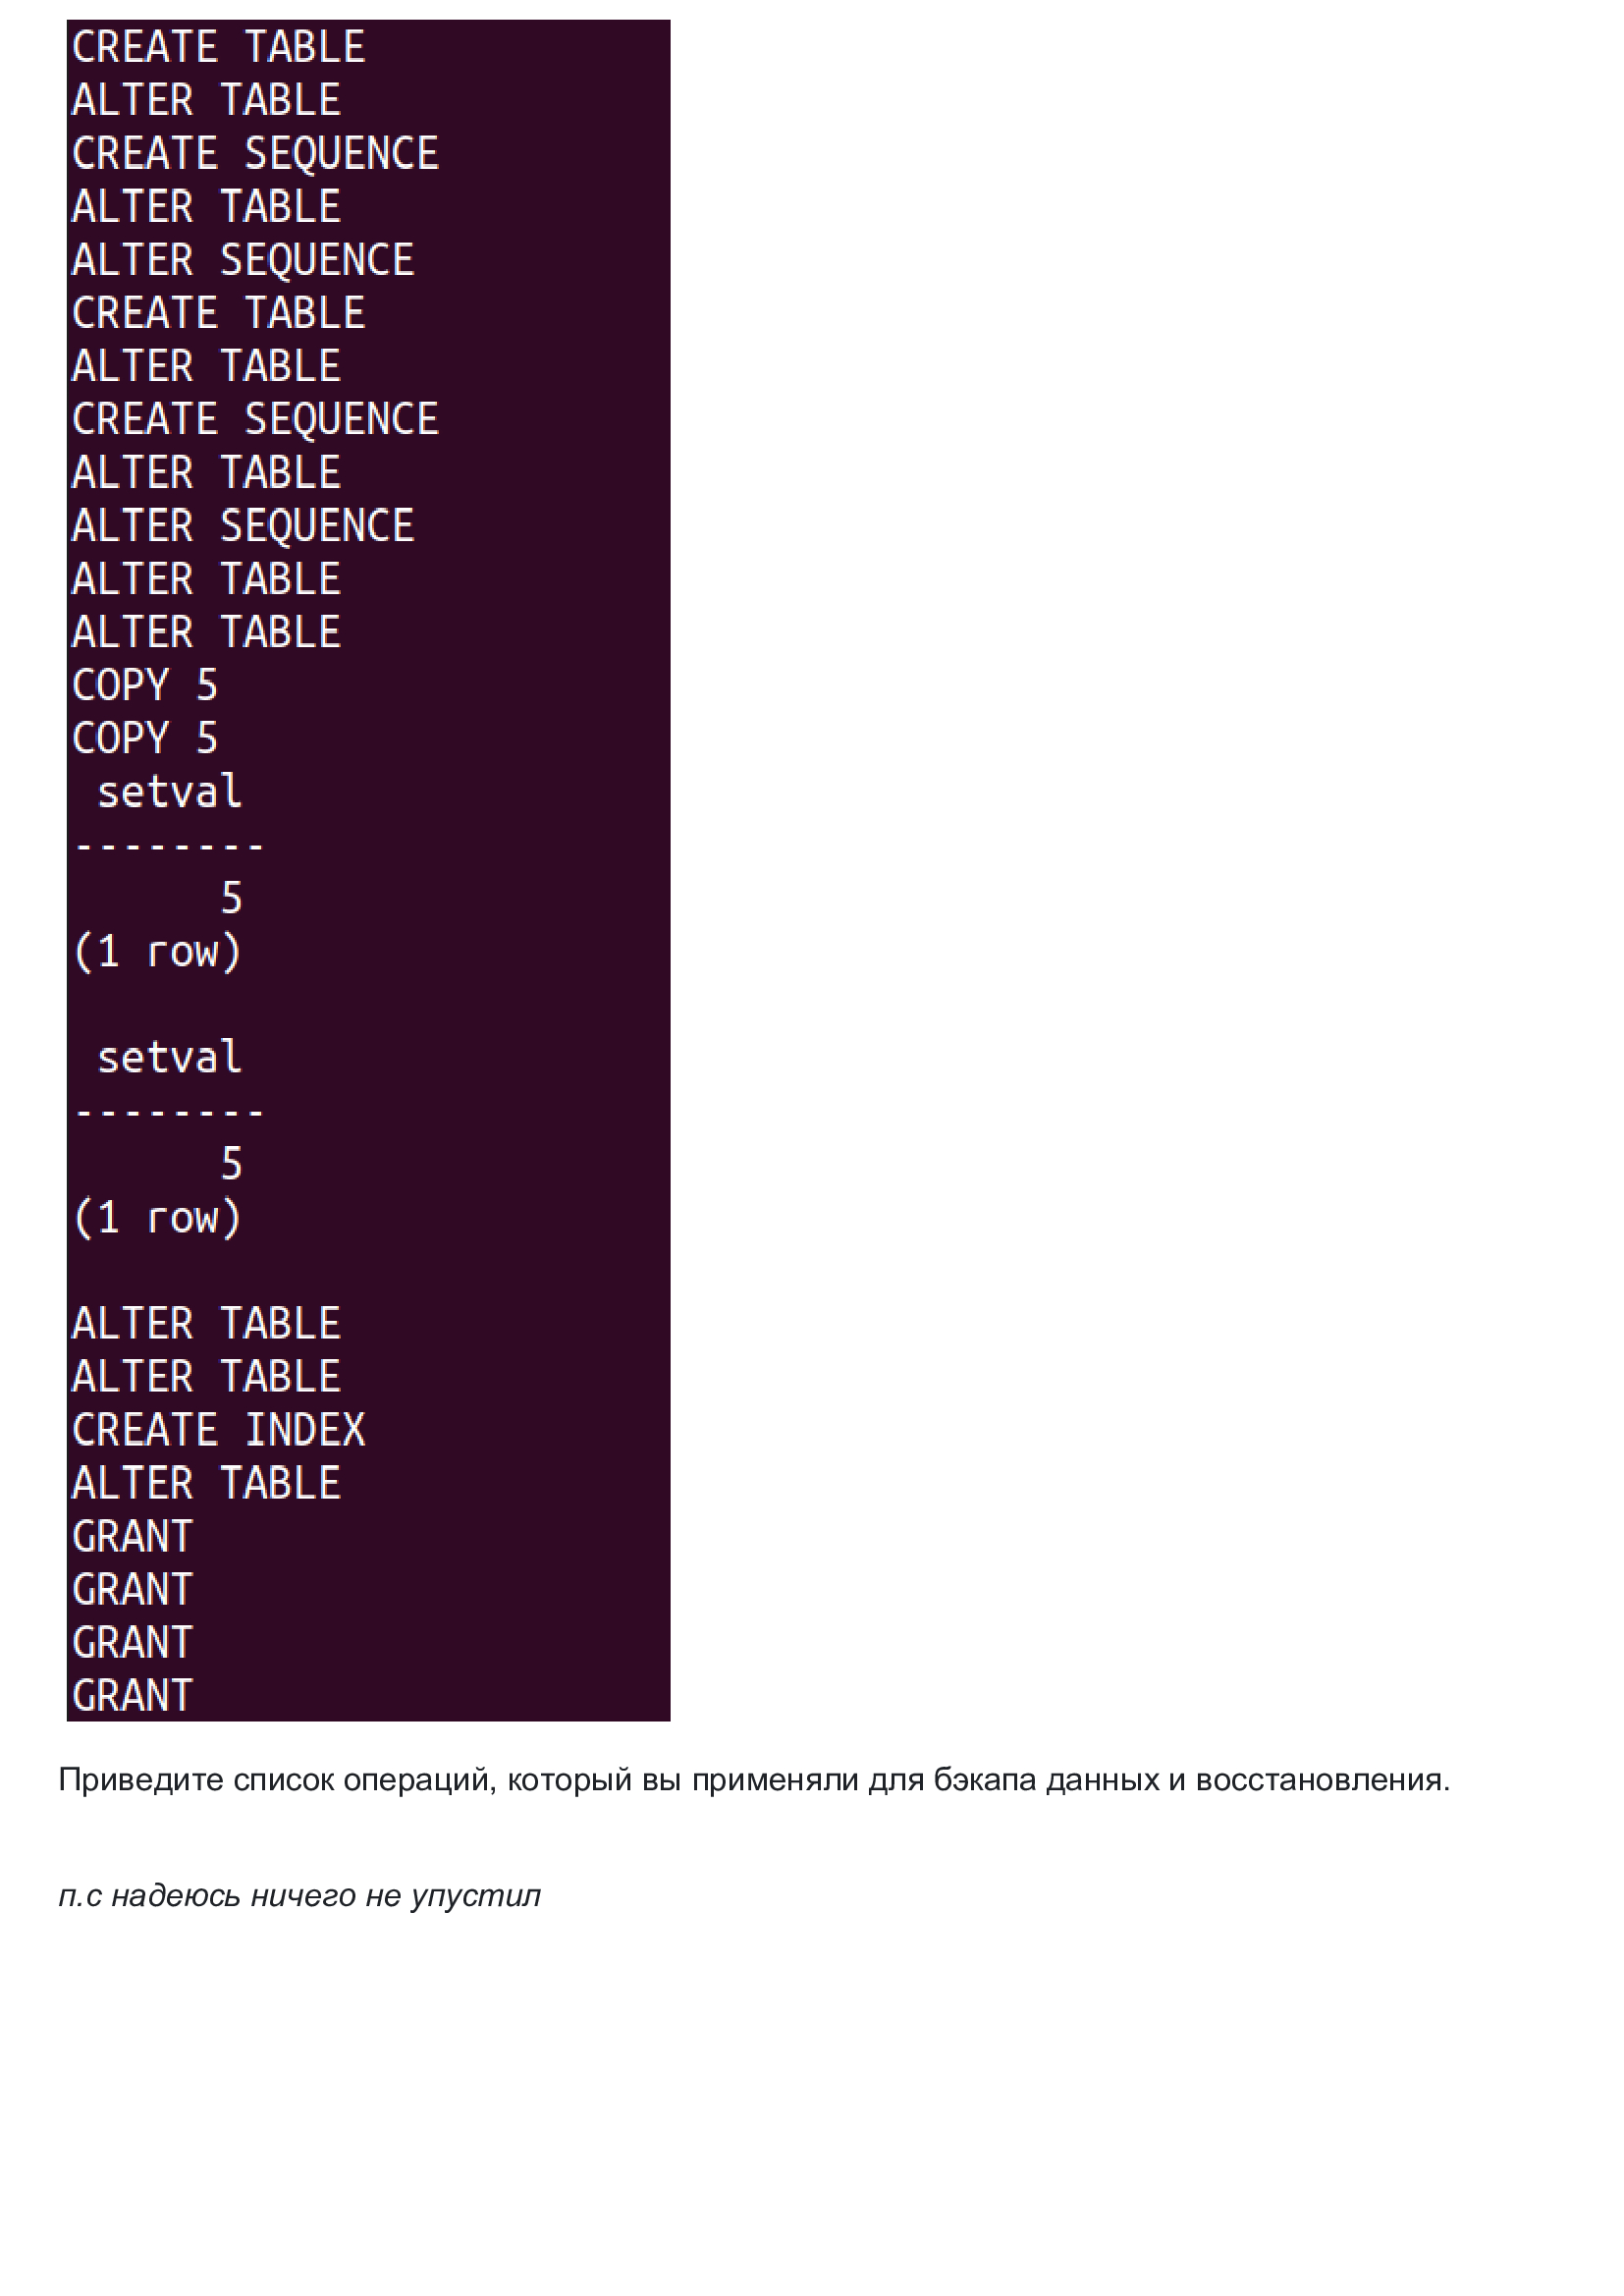 CREATE TABLE
ALTER TABLE
CREATE SEQUENCE
ALTER TABLE
ALTER SEQUENCE
CREATE TABLE
ALTER TABLE
CREATE SEQUENCE
ALTER TABLE
ALTER SEQUENCE
ALTER TABLE
ALTER TABLE
COPY 5
COPY 5
setval
--------
5
(1 row)
setval
--------
5
(1 row)
ALTER TABLE
ALTER TABLE
CREATE INDEX
ALTER TABLE
GRANT
GRANT
GRANT
GRANT
Приведите список операций, который вы применяли для бэкапа данных и восстановления.
п.с надеюсь ничего не упустил